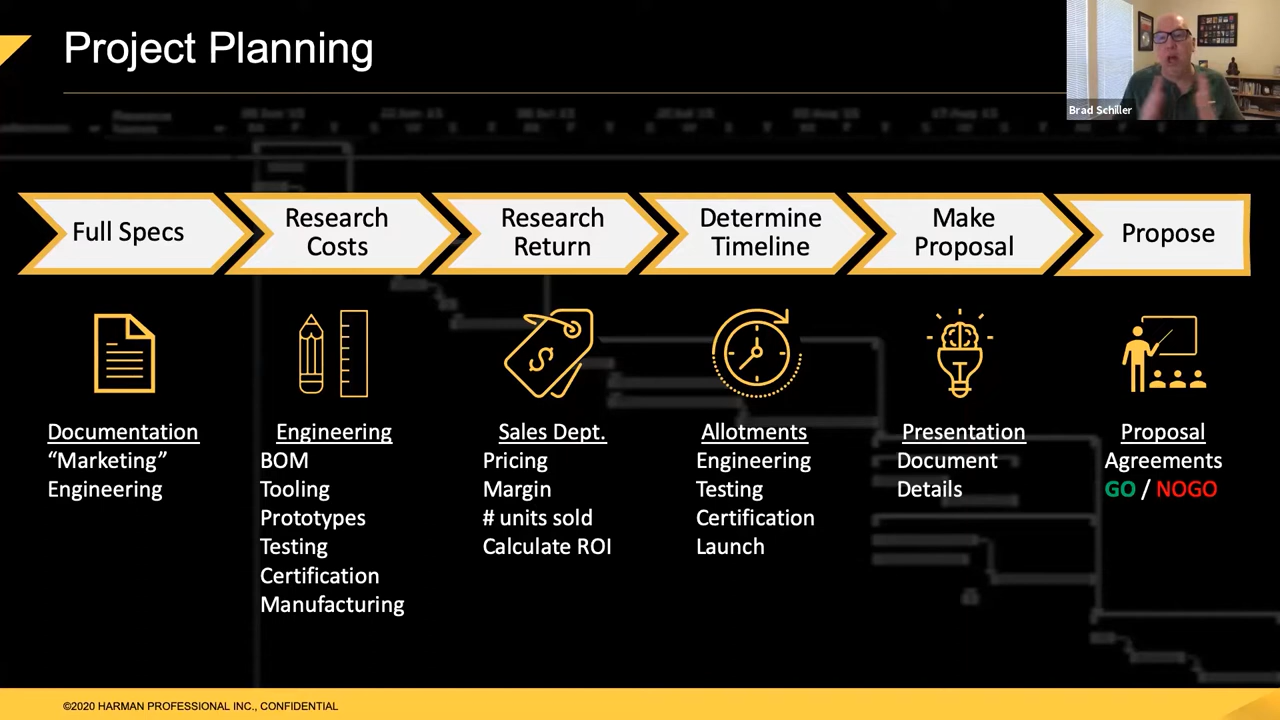 Project Planning
Brad Schiller
Full Specs
Research
Costs
Research
Return
Determine
Timeline
Make
Proposal
Propose
Documentation
“Marketing”
Engineering
Engineering
BOM
Tooling
Prototypes
Testing
Certification
Manufacturing
Sales Dept.
Pricing
Margin
# units sold
Calculate ROI
Allotments
Engineering
Testing
Certification
Launch
Presentation
Document
Details
Proposal
Agreements
GO / NOGO
©2020 HARMAN PROFESSIONAL INC., CONFIDENTIAL